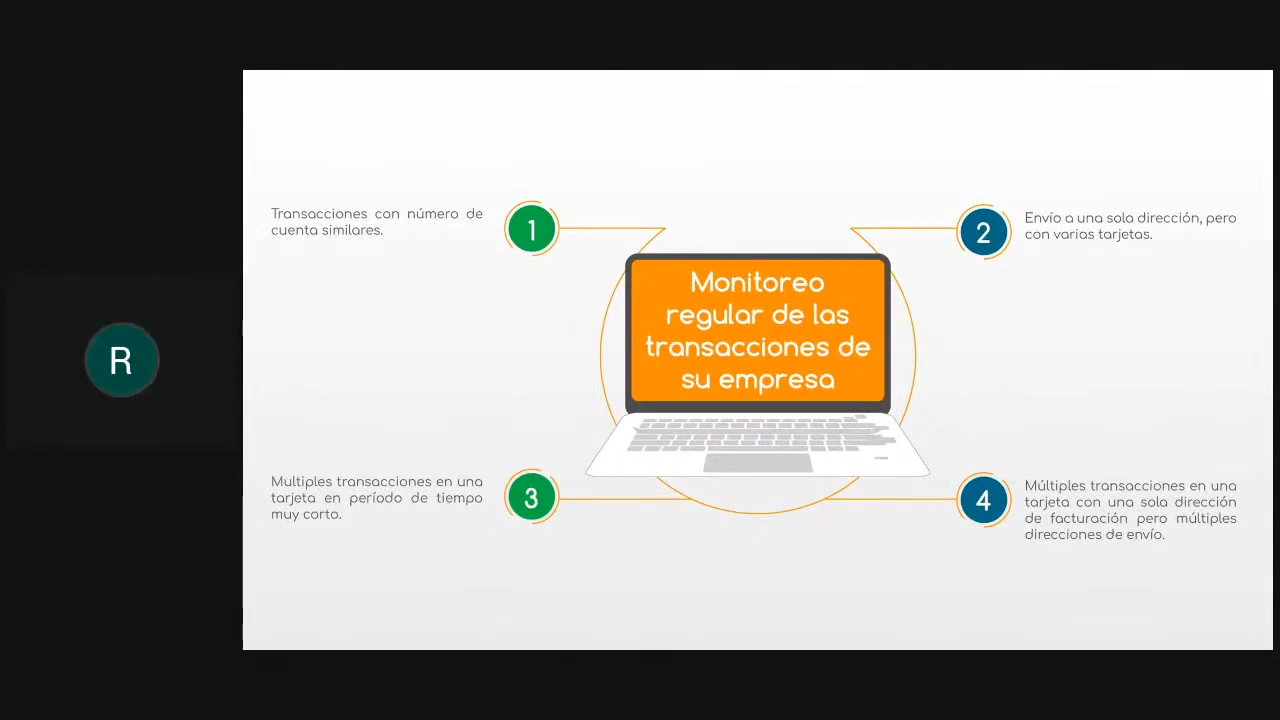 R
Transacciones con número de
cuenta similares.
1
2
Envío a una sola dirección, pero
con varias tarjetas.
Monitoreo
regular de las
transacciones de
su empresa
Multiples transacciones en una
tarjeta en período de tiempo
muy corto.
3
4
Múltiples transacciones en una
tarjeta con una sola dirección
de facturación pero múltiples
direcciones de envío.